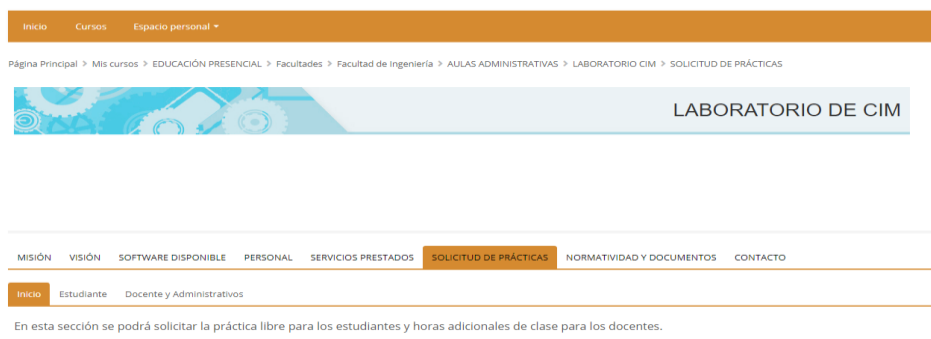 Inicio Cursos Espacio personal
Página Principal > Mis cursos > EDUCACIÓN PRESENCIAL > Facultades > Facultad de Ingeniería > AULAS ADMINISTRATIVAS > LABORATORIO CIM > SOLICITUD DE PRÁCTICAS
LABORATORIO DE CIM
MISIÓN VISIÓN SOFTWARE DISPONIBLE PERSONAL SERVICIOS PRESTADOS SOLICITUD DE PRÁCTICAS NORMATIVIDAD Y DOCUMENTOS CONTACTO
Inicio Estudiante Docente y Administrativos
En esta sección se podrá solicitar la práctica libre para los estudiantes y horas adicionales de clase para los docentes.